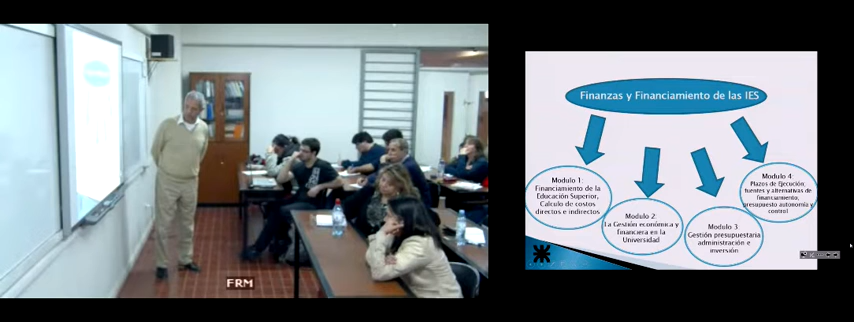 FRM
Finanzas y Financiamiento de las IES
Modulo 1:
Financiamiento de la
Educación Superior,
Calculo de costos
directos e indirectos
Modulo 2:
La Gestión económica y
financiera en la
Universidad
Modulo 3
Gestión presupuestaria
administración e
inversión
Modulo 4:
Plazos de Ejecución,
fuentes y alternativas de
financiamiento,
presupuesto autonomía y
control